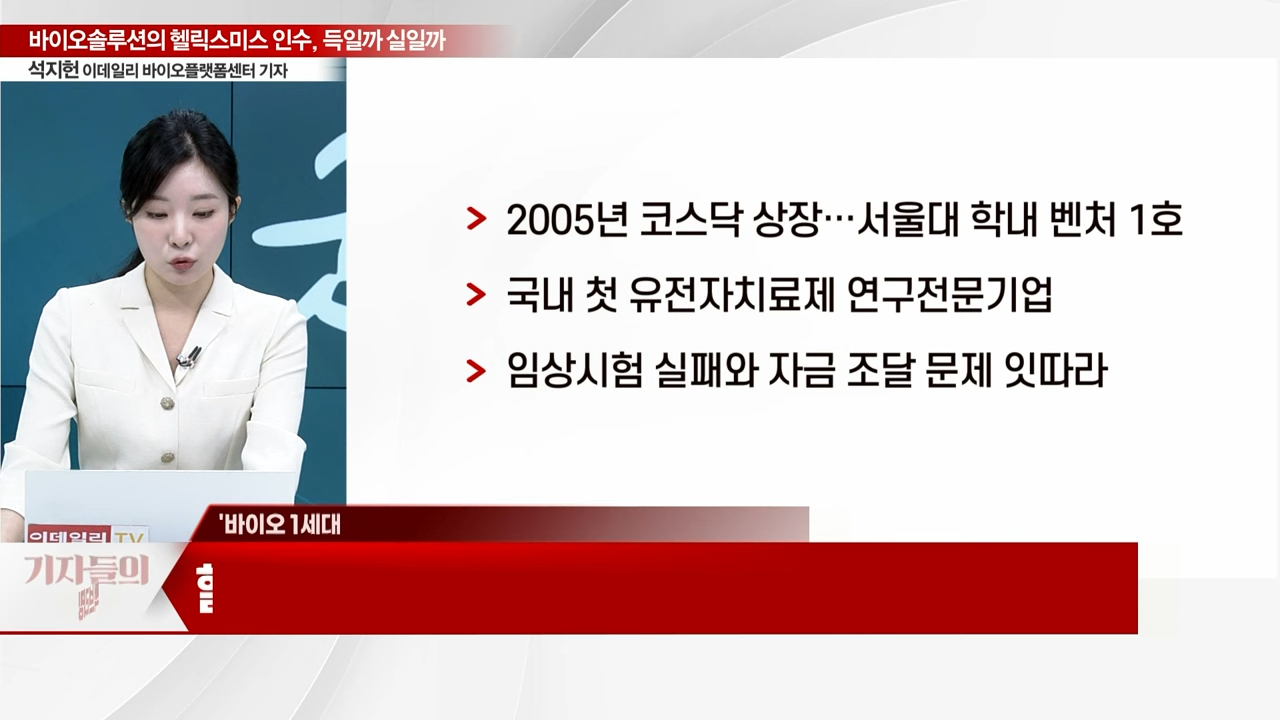 바이오솔루션의 헬릭스미스 인수, 득일까 실일까
석지헌 이데일리 바이오플랫폼센터 기자
> 2005년 코스닥 상장…서울대 학내 벤처 1호
> 국내 첫 유전자치료제 연구전문기업
> 임상시험 실패와 자금 조달 문제 잇따라
'바이오 1세대
이데일리 TV
기자들의